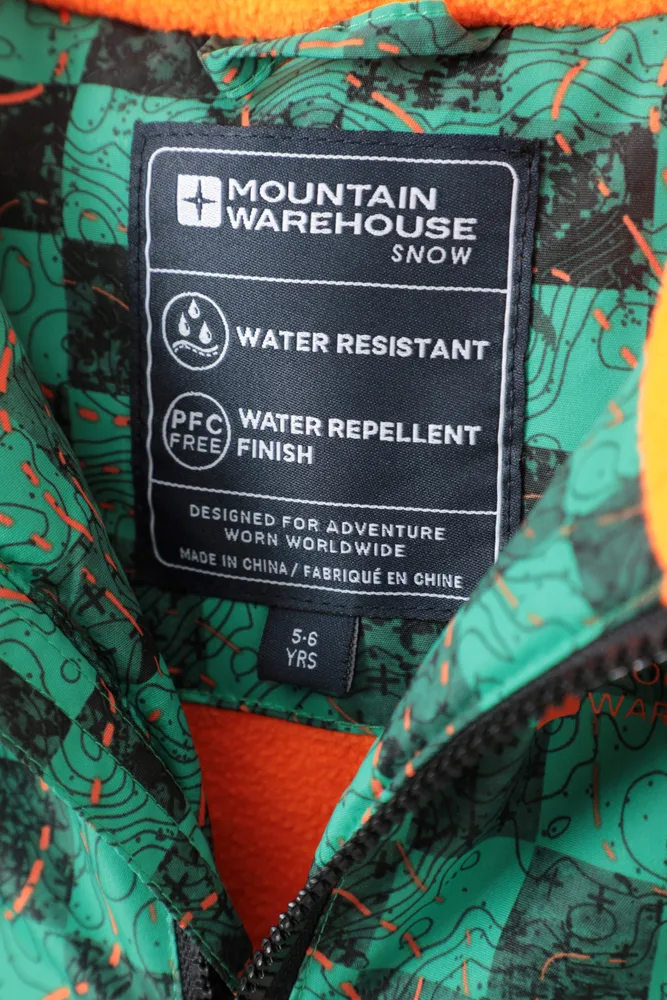 MOUNTAIN
WAREHOUSE
SNOW
WATER RESISTANT
PFC
FREE
WATER REPELLENT
FINISH
DESIGNED FOR ADVENTURE
WORN WORLDWIDE
MADE IN CHINA / FABRIQUÉ EN CHINE
5-6
YRS